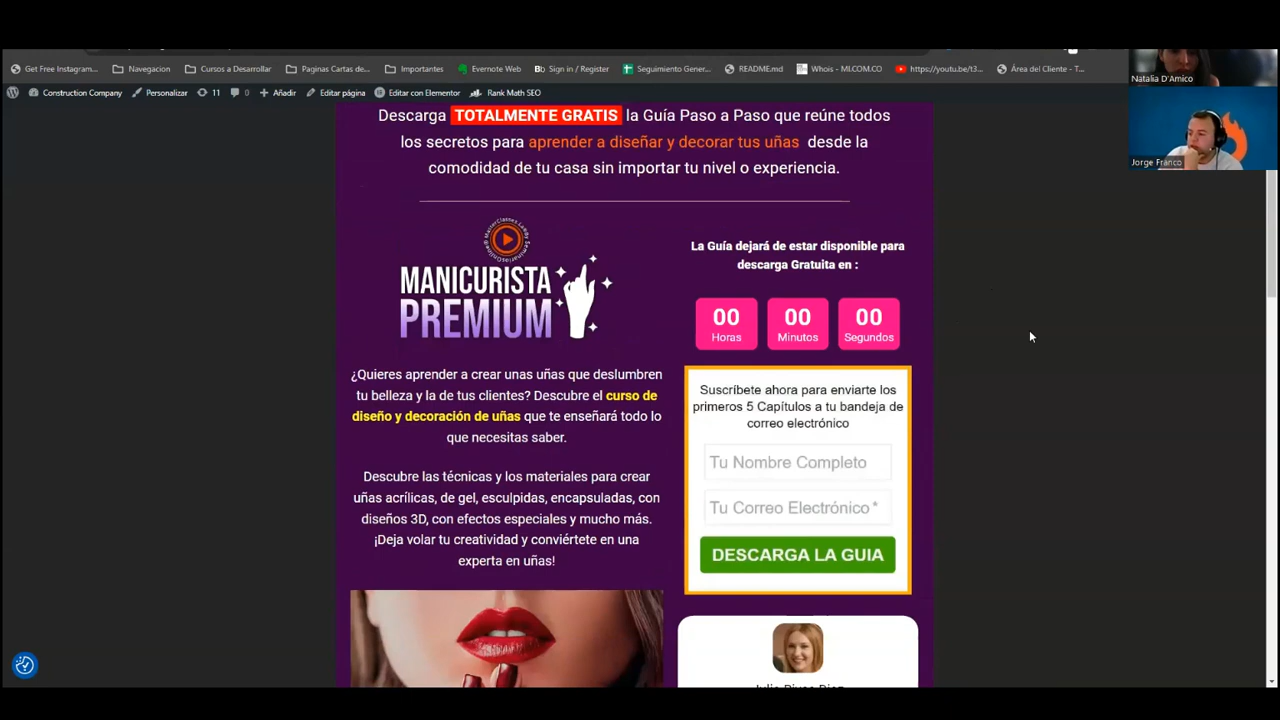 Get Free Instagram... Navegacion Cursos a Desarrollar Paginas Cartas de... Importantes Evernote Web Sign in / Register Seguimiento Gener... README.md Whois - MI.COM.CO https://youtu.be/t3... Área del Cliente - T...
Natalia D'Amico
Construction Company Personalizar 11 0 Añadir Editar página Editar con Elementor Rank Math SEO
Jorge Franco
Descarga TOTALMENTE GRATIS la Guía Paso a Paso que reúne todos
los secretos para aprender a diseñar y decorar tus uñas desde la
comodidad de tu casa sin importar tu nivel o experiencia.
MANICURISTA
PREMIUM
¿Quieres aprender a crear unas uñas que deslumbren
tu belleza y la de tus clientes? Descubre el curso de
diseño y decoración de uñas que te enseñará todo lo
que necesitas saber.
Descubre las técnicas y los materiales para crear
uñas acrílicas, de gel, esculpidas, encapsuladas, con
diseños 3D, con efectos especiales y mucho más.
¡Deja volar tu creatividad y conviértete en una
experta en uñas!
La Guía dejará de estar disponible para
descarga Gratuita en :
00 00 00
Horas Minutos Segundos
Suscríbete ahora para enviarte los
primeros 5 Capítulos a tu bandeja de
correo electrónico
Tu Nombre Completo
Tu Correo Electrónico*
DESCARGA LA GUIA